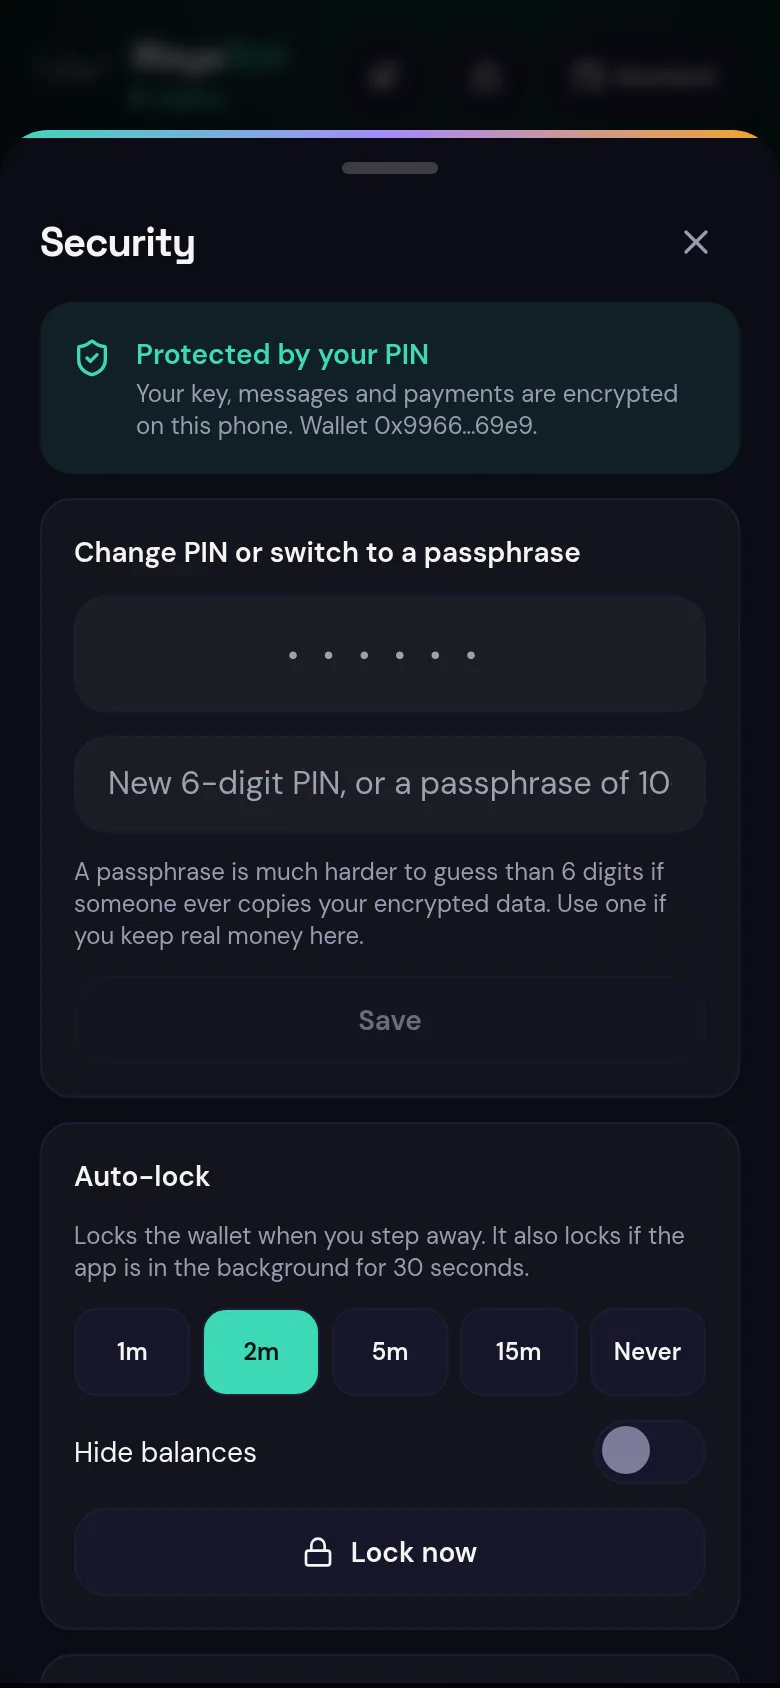 Security
Protected by your PIN
Your key, messages and payments are encrypted
on this phone. Wallet 0x9966...69e9.
Change PIN or switch to a passphrase
New 6-digit PIN, or a passphrase of 10
A passphrase is much harder to guess than 6 digits if
someone ever copies your encrypted data. Use one if
you keep real money here.
Save
Auto-lock
Locks the wallet when you step away. It also locks if the
app is in the background for 30 seconds.
1m 2m 5m 15m Never
Hide balances
Lock now